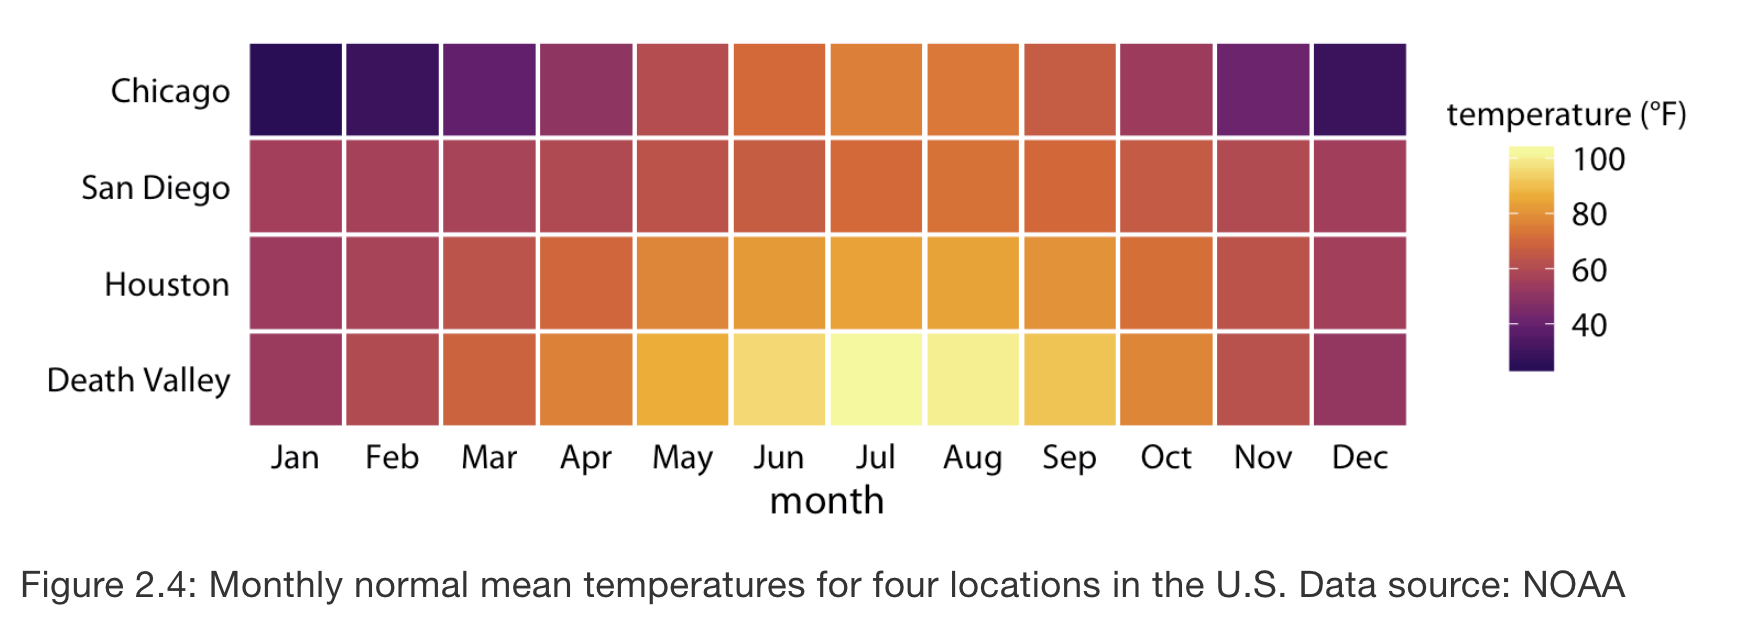 Chicago
San Diego
Houston
Death Valley
Jan Feb Mar Apr May Jun Jul Aug Sep Oct Nov Dec
month
temperature (°F)
100
80
60
40
Figure 2.4: Monthly normal mean temperatures for four locations in the U.S. Data source: NOAA